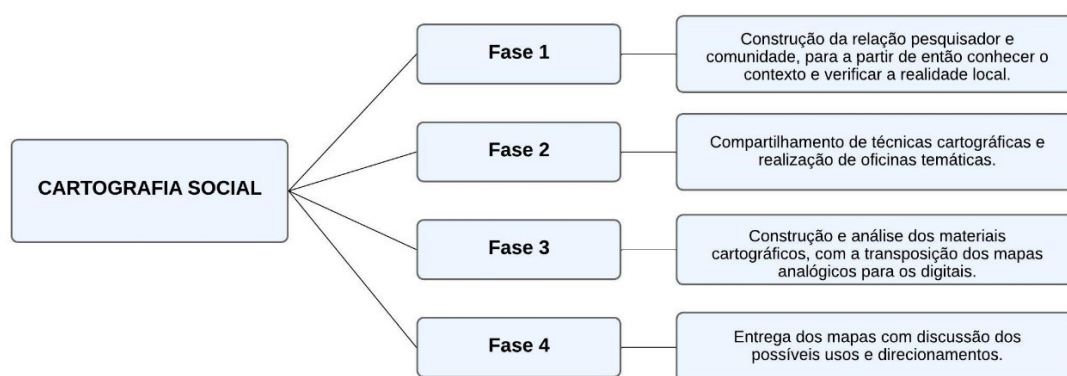 CARTOGRAFIA SOCIAL
Fase 1
Construção da relação pesquisador e
comunidade, para a partir de então conhecer o
contexto e verificar a realidade local.
Fase 2
Compartilhamento de técnicas cartográficas e
realização de oficinas temáticas.
Fase 3
Construção e análise dos materiais
cartográficos, com a transposição dos mapas
analógicos para os digitais.
Fase 4
Entrega dos mapas com discussão dos
possíveis usos e direcionamentos.